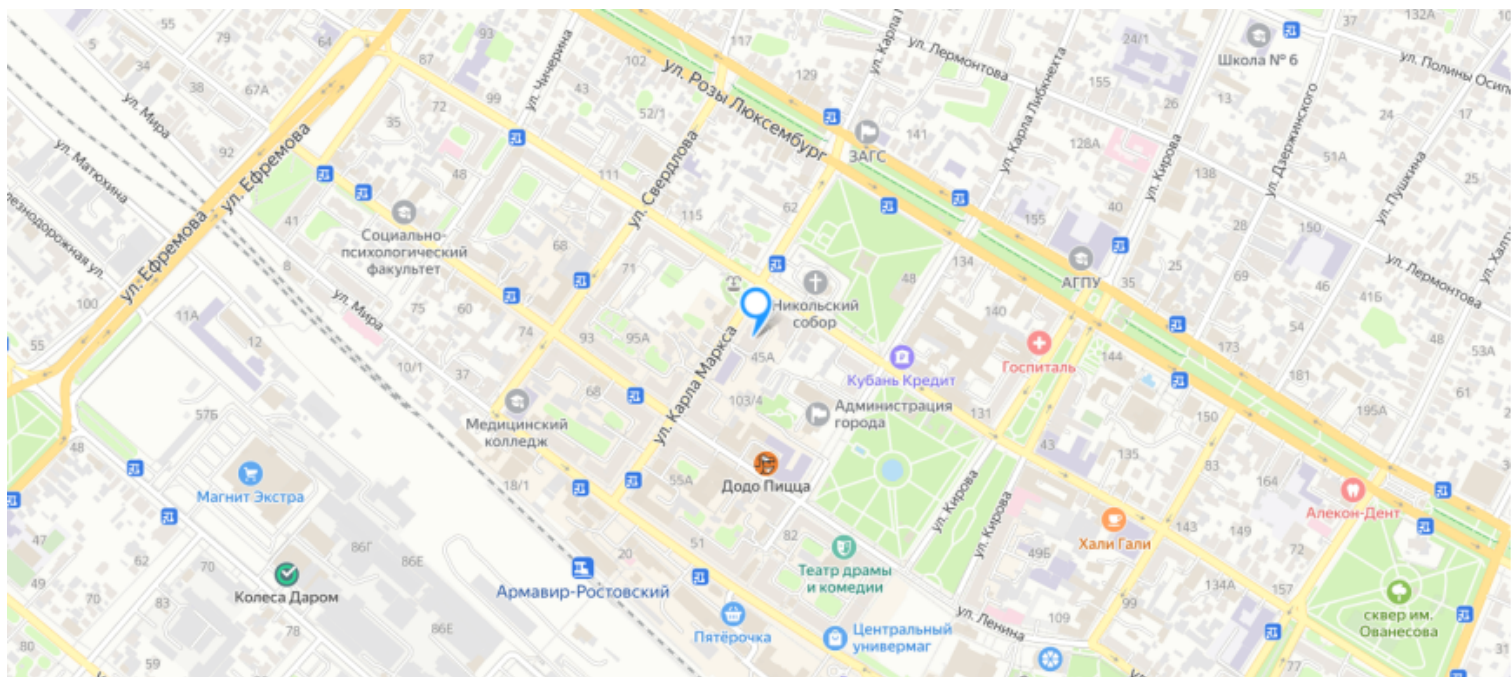 132А
37
93
117
24/1
5
64
ул. Карла
ул. Лермонтова
Школа № 6
ул. Полины Осип
34
87
129
155
38
67А
ул. Чичерина
43
ул. Розы Люксембург
ул. Карла Либкнехта
26
13
24
99
72
52/1
17
ул. Мира
35
141
ЗАГС
128А
ул. Дзержинского
92
ул. Матюхина
ул. Ефремова
ул. Свердлова
ул. Кирова
51А
111
138
ул. Пушкина
48
25
62
41
115
155
40
28
150
Социально-
психологический
факультет
68
134
АГПУ
35
25
ул. Лермонтова
8
71
48
46
ул. Ефремова
ул. Мира
Никольский
собор
41Б
100
11А
75
60
140
54
74
93
95А
ул. Карла Маркса
45А
55
12
173
48
53А
10/1
37
Кубань Кредит
Госпиталь
144
68
181
61
57Б
103/4
Администрация
города
131
150
195А
Медицинский
колледж
48
43
135
83
Магнит Экстра
18/1
55А
Додо Пицца
164
Алекон-Дент
ул. Кирова
ул. Кирова
47
86Г
51
82
Хали Гали
143
149
62
70
86Е
20
49Б
72
49
Армавир-Ростовский
Театр драмы
и комедии
134А
157
70
Колеса Даром
ул. Ленина
109
99
сквер им.
Ованесова
83
78
86Е
Пятёрочка
Центральный
универмаг
80
59
77
31